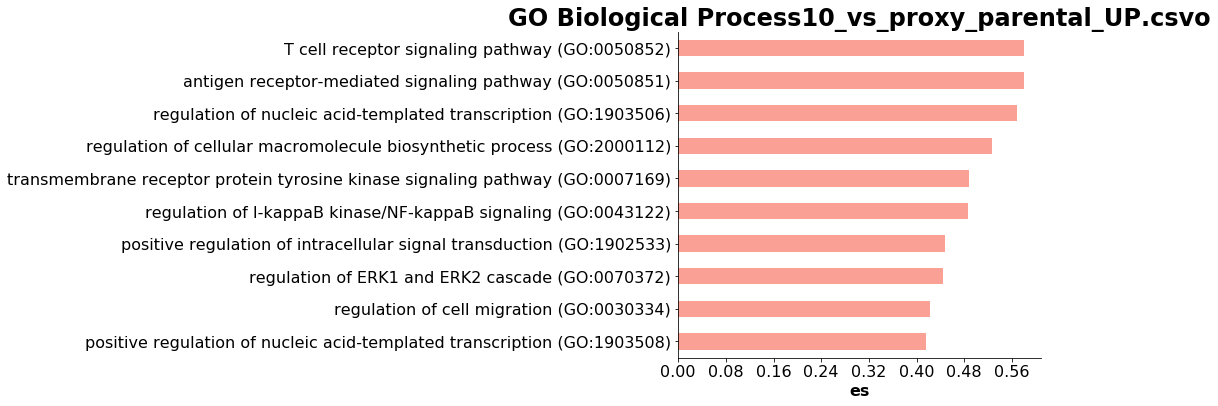 GO Biological Process10_vs_proxy_parental_UP.csvo
T cell receptor signaling pathway (GO:0050852)
antigen receptor-mediated signaling pathway (GO:0050851)
regulation of nucleic acid-templated transcription (GO:1903506)
regulation of cellular macromolecule biosynthetic process (GO:2000112)
transmembrane receptor protein tyrosine kinase signaling pathway (GO:0007169)
regulation of I-kappaB kinase/NF-kappaB signaling (GO:0043122)
positive regulation of intracellular signal transduction (GO:1902533)
regulation of ERK1 and ERK2 cascade (GO:0070372)
regulation of cell migration (GO:0030334)
positive regulation of nucleic acid-templated transcription (GO:1903508)
0.00 0.08 0.16 0.24 0.32 0.40 0.48 0.56
es